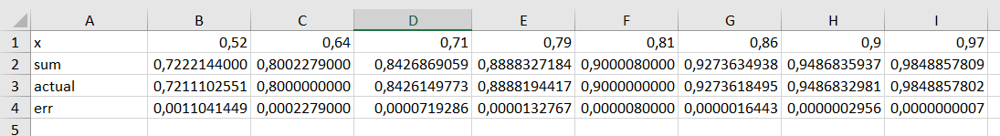 A B C D E F G H I
1 x 0,52 0,64 0,71 0,79 0,81 0,86 0,9 0,97
2 sum 0,7222144000 0,8002279000 0,8426869059 0,8888327184 0,9000080000 0,9273634938 0,9486835937 0,9848857809
3 actual 0,7211102551 0,8000000000 0,8426149773 0,8888194417 0,9000000000 0,9273618495 0,9486832981 0,9848857802
4 err 0,0011041449 0,0002279000 0,0000719286 0,0000132767 0,0000080000 0,0000016443 0,0000002956 0,0000000007
5